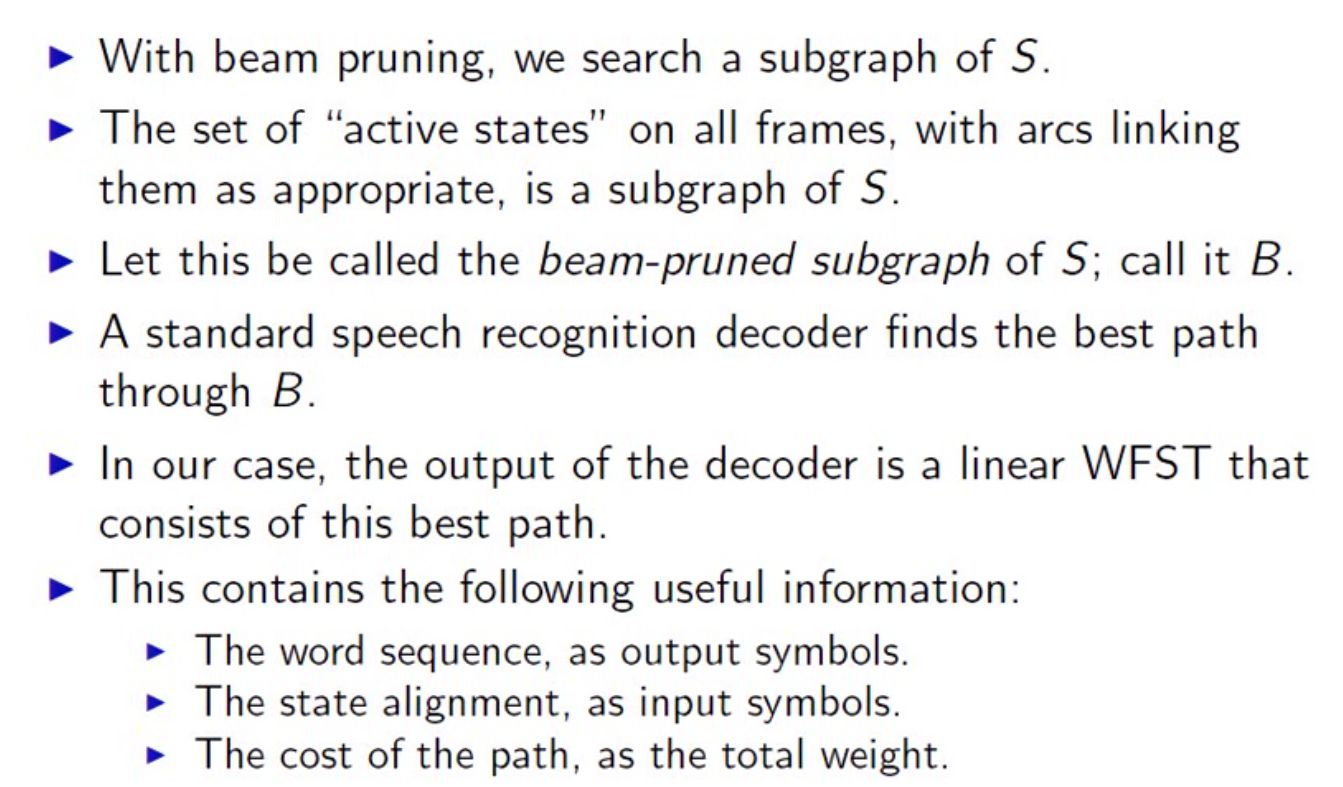 With beam pruning, we search a subgraph of S.
The set of “active states” on all frames, with arcs linking
them as appropriate, is a subgraph of S.
Let this be called the beam-pruned subgraph of S; call it B.
A standard speech recognition decoder finds the best path
through B.
In our case, the output of the decoder is a linear WFST that
consists of this best path.
This contains the following useful information:
The word sequence, as output symbols.
The state alignment, as input symbols.
The cost of the path, as the total weight.